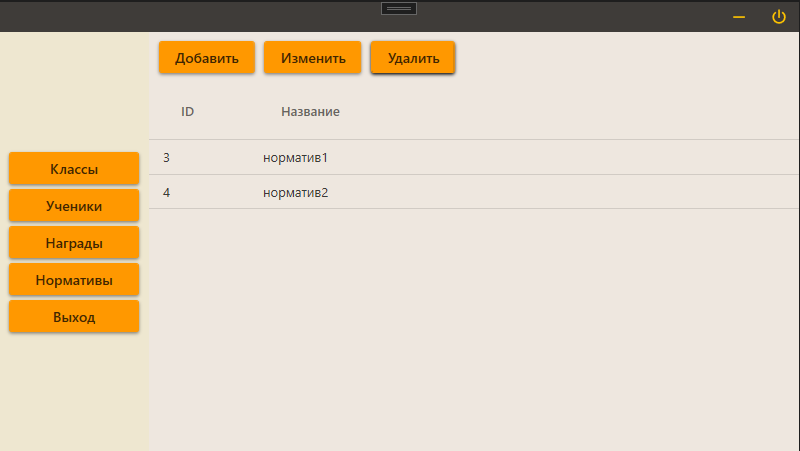 Добавить Изменить Удалить
ID Название
3 норматив1
4 норматив2
Классы
Ученики
Награды
Нормативы
Выход